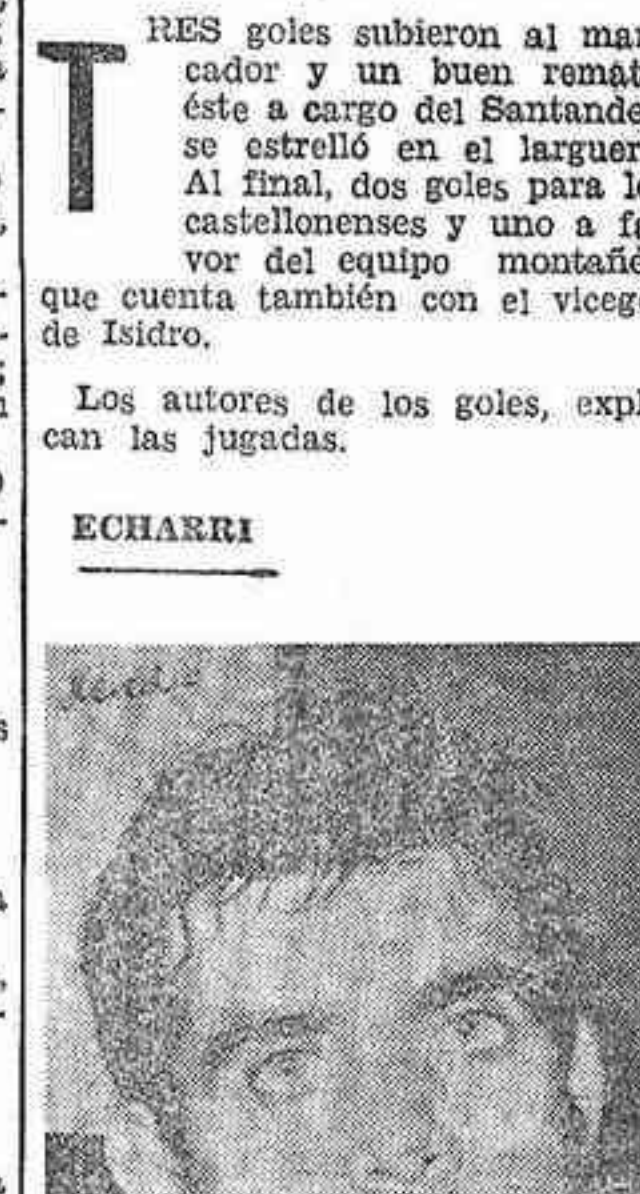 TRES goles subieron al mar
cador y un buen remat
éste a cargo del Santande
se estrelló en el larguer
Al final, dos goles para l
castellonenses y uno a fa
vor del equipo montañé
que cuenta también con el viceg
de Isidro.
Los autores de los goles, expl
can las jugadas.
ECHARRI